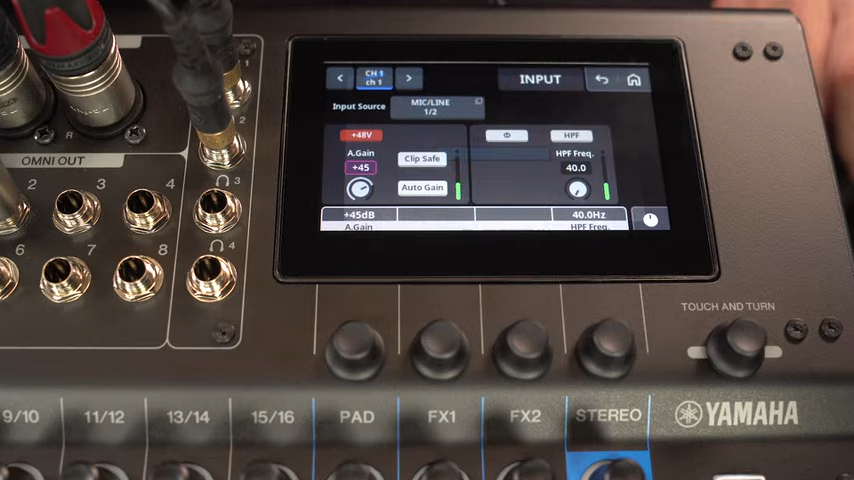 CH 1
ch 1
INPUT
Input Source
MIC/LINE
1/2
+48V
Φ
HPF
A.Gain
Clip Safe
HPF Freq.
+45
40.0
Auto Gain
+45dB
40.0Hz
A.Gain
HPF Freq.
1
2
R
OMNI OUT
2
3
4
3
6
7
8
4
TOUCH AND TURN
9/10
11/12
13/14
15/16
PAD
FX1
FX2
STEREO
YAMAHA